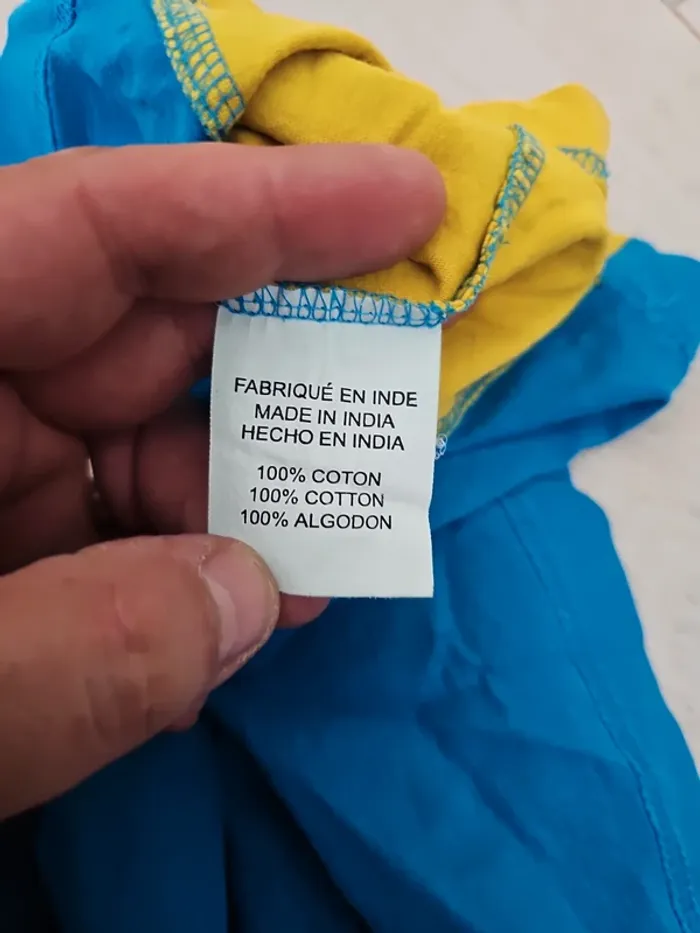 FABRIQUÉ EN INDE
MADE IN INDIA
HECHO EN INDIA
100% COTON
100% COTTON
100% ALGODON